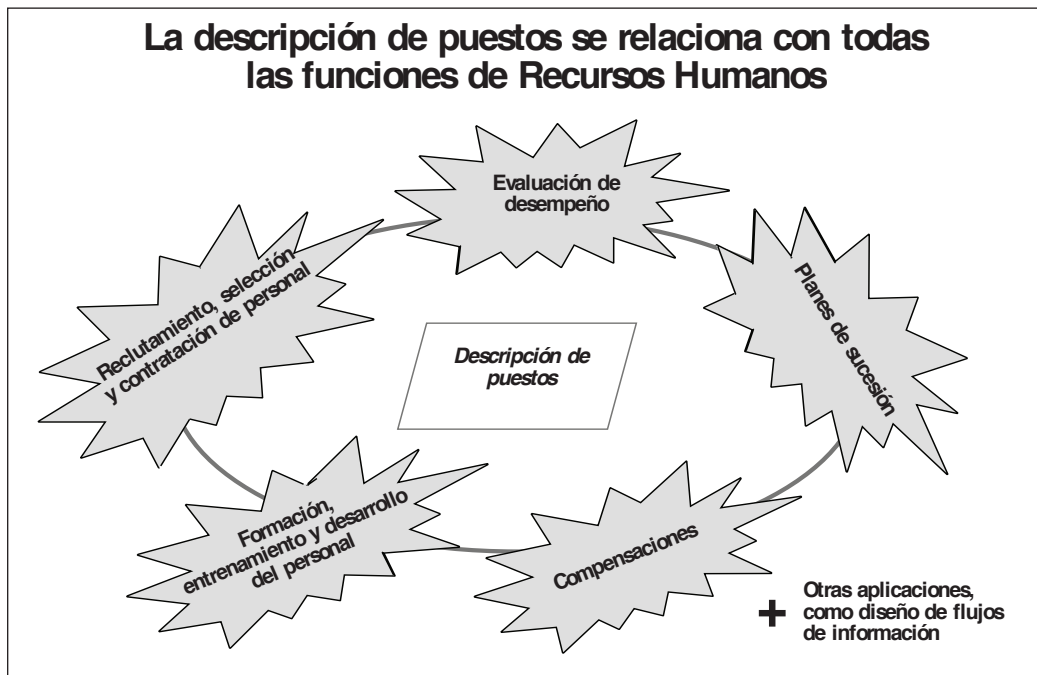 La descripción de puestos se relaciona con todas
las funciones de Recursos Humanos
Evaluación de
desempeño
Reclutamiento, selección
y contratación de personal
Planes de
sucesión
Descripción de
puestos
Formación,
entrenamiento y desarrollo
del personal
Compensaciones
+ Otras aplicaciones,
como diseño de flujos
de información